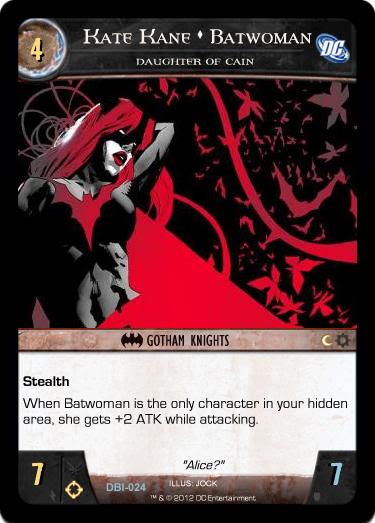 4
KATE KANE ♦ BATWOMAN
DAUGHTER OF CAIN
DC
GOTHAM KNIGHTS
Stealth
When Batwoman is the only character in your hidden
area, she gets +2 ATK while attacking.
"Alice?"
7
DBI-024
ILLUS: JOCK
7
™ & © 2012 DC Entertainment.